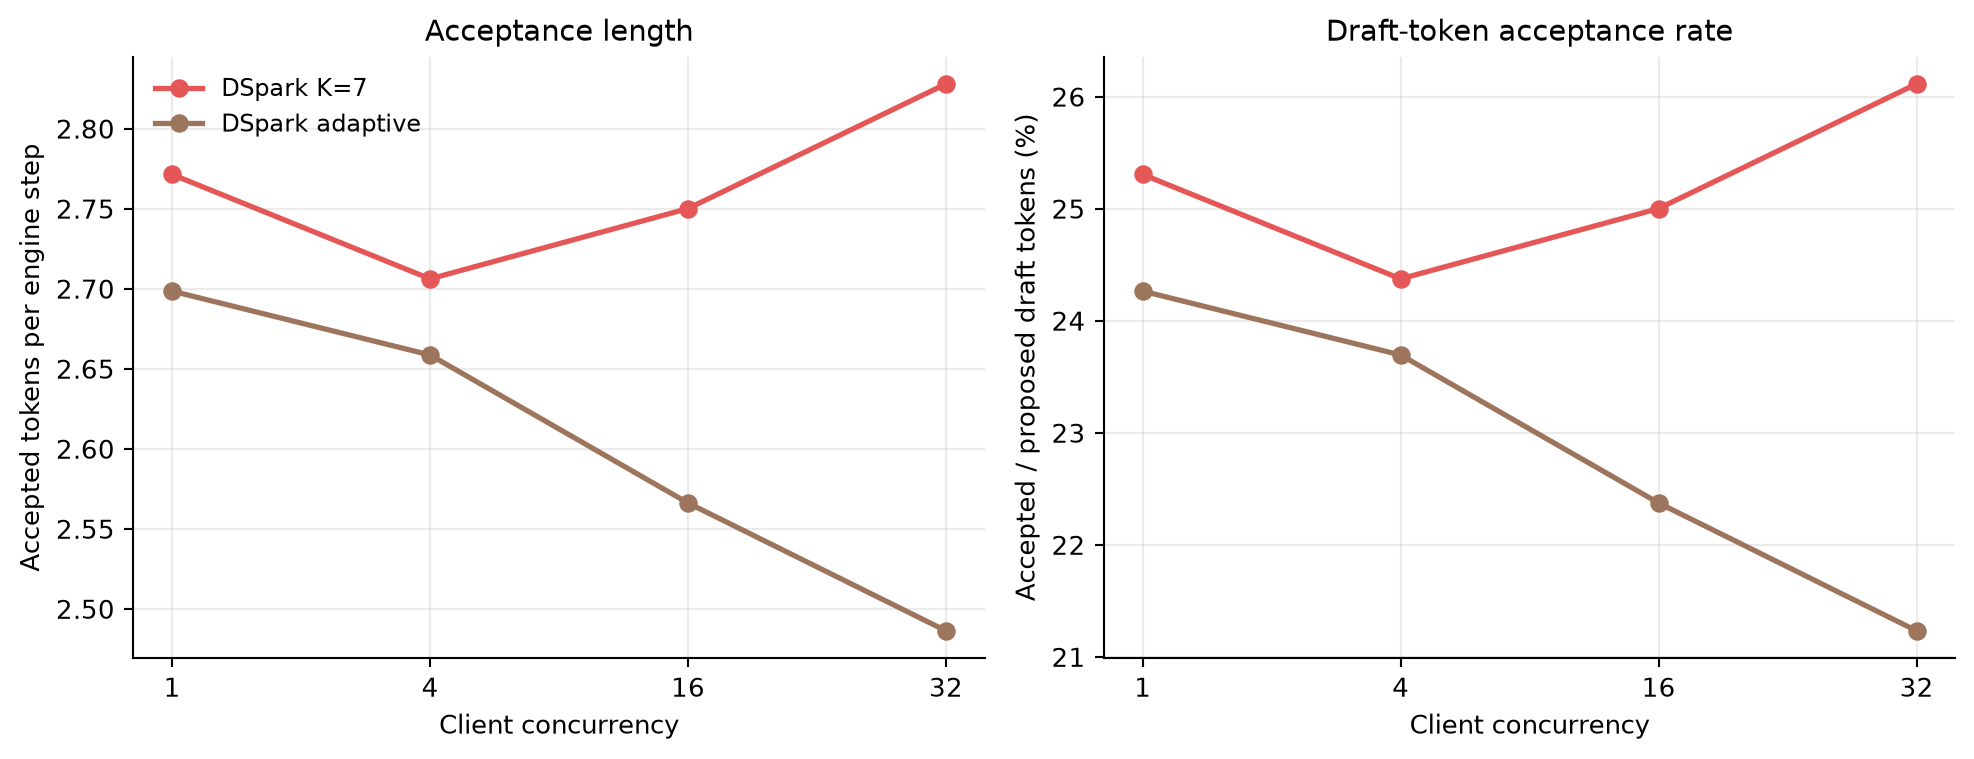 Acceptance length
DSpark K=7
DSpark adaptive
Accepted tokens per engine step
2.80
2.75
2.70
2.65
2.60
2.55
2.50
1 4 16 32
Client concurrency
Draft-token acceptance rate
Accepted / proposed draft tokens (%)
26
25
24
23
22
21
1 4 16 32
Client concurrency